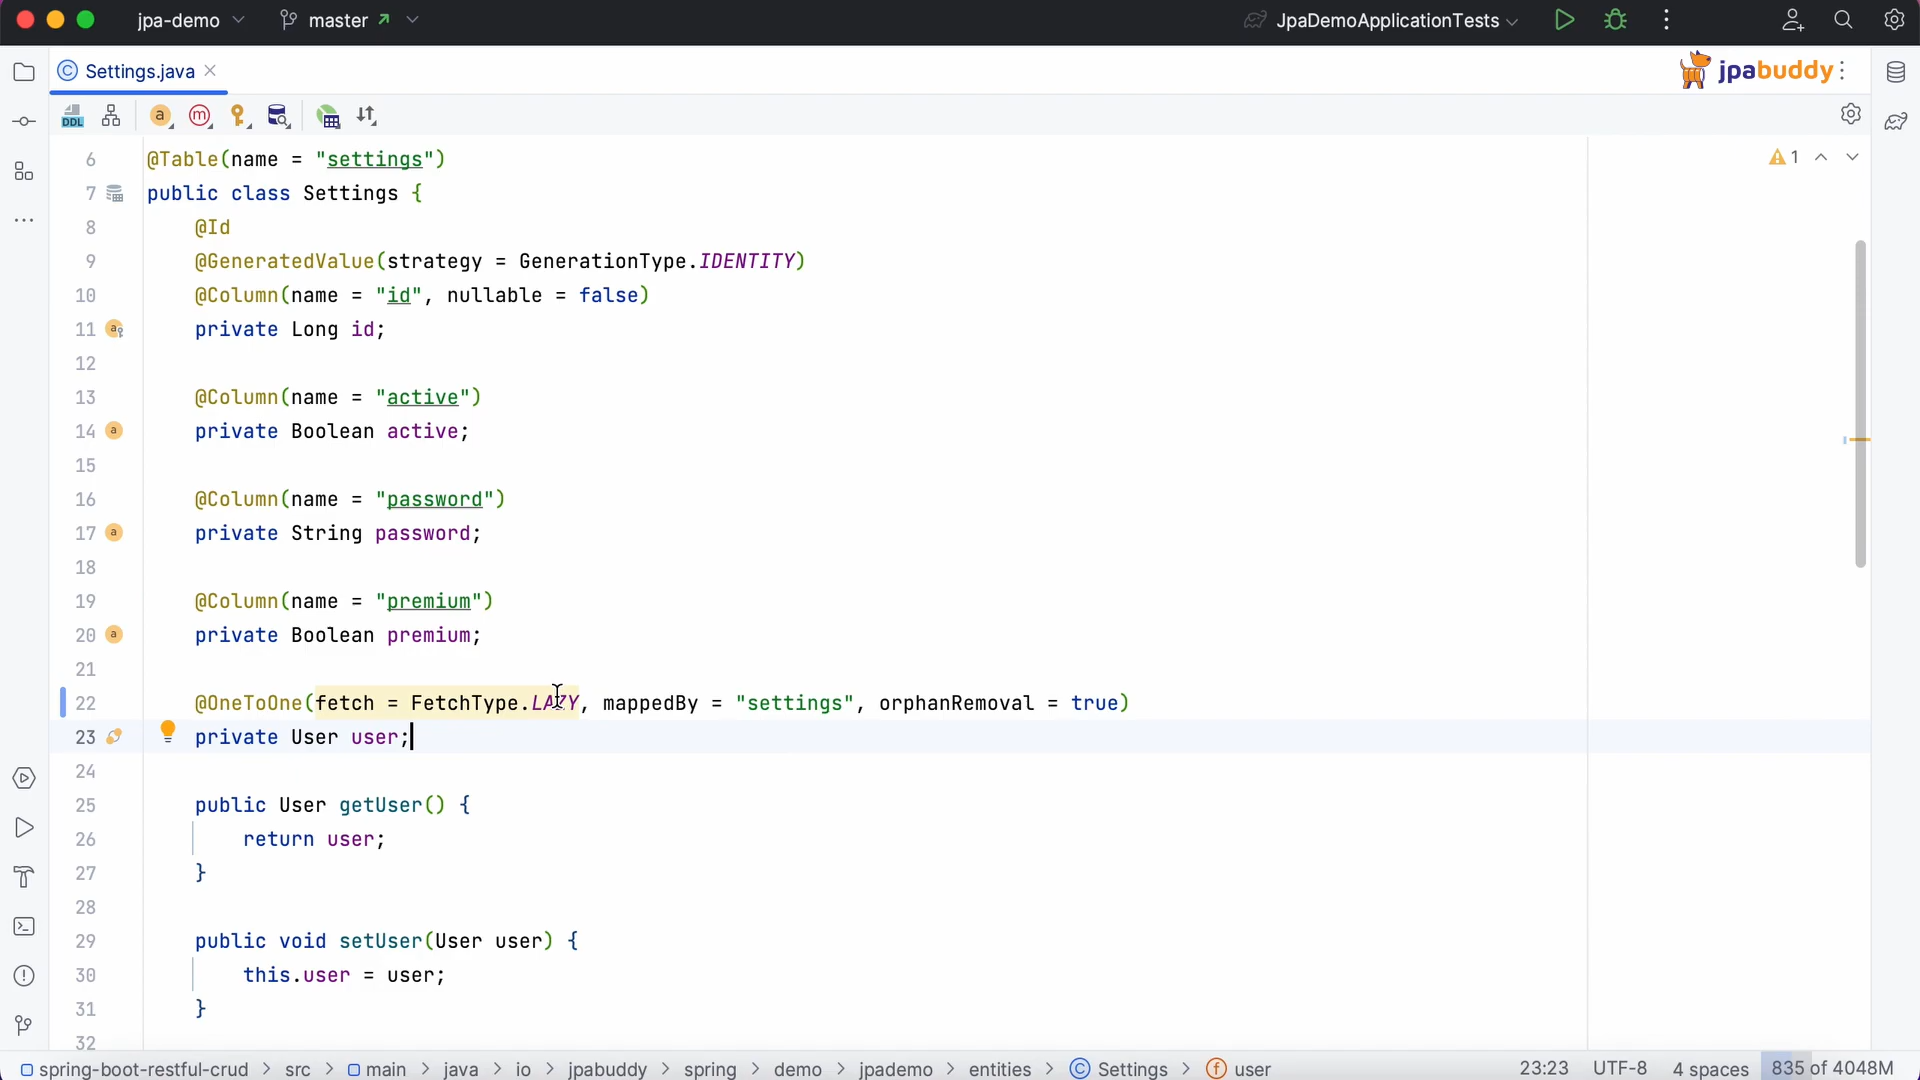 jpa-demo
master
JpaDemoApplicationTests
Settings.java
jpabuddy
DDL
a
m
1
6 @Table(name = "settings")
7 public class Settings {
8 @Id
9 @GeneratedValue(strategy = GenerationType.IDENTITY)
10 @Column(name = "id", nullable = false)
11 private Long id;
12
13 @Column(name = "active")
14 private Boolean active;
15
16 @Column(name = "password")
17 private String password;
18
19 @Column(name = "premium")
20 private Boolean premium;
21
22 @OneToOne(fetch = FetchType.LAZY, mappedBy = "settings", orphanRemoval = true)
23 private User user;
24
25 public User getUser() {
26 return user;
27 }
28
29 public void setUser(User user) {
30 this.user = user;
31 }
32
spring-boot-restful-crud > src > main > java > io > jpabuddy > spring > demo > jpademo > entities > Settings > user
23:23 UTF-8 4 spaces 835 of 4048M